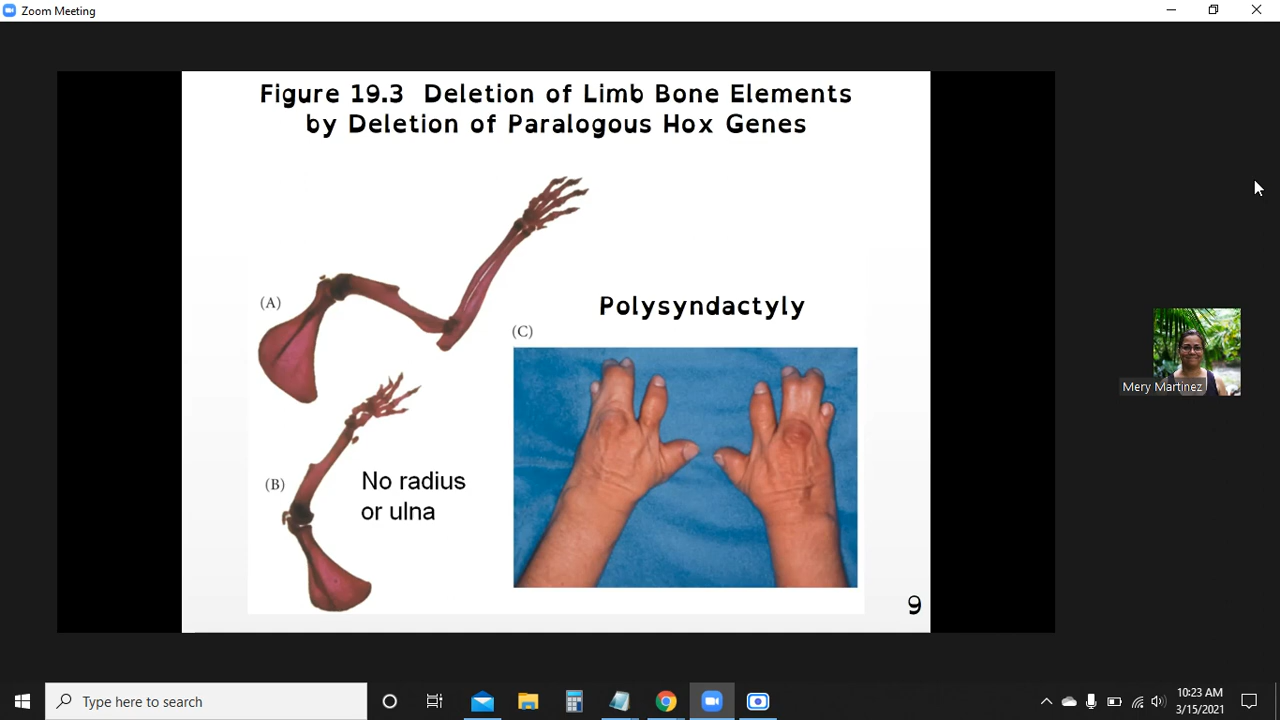 Zoom Meeting
Figure 19.3 Deletion of Limb Bone Elements
by Deletion of Paralogous Hox Genes
(A)
Polysyndactyly
(C)
(B)
No radius
or ulna
9
Mery Martinez
Type here to search
10:23 AM
3/15/2021